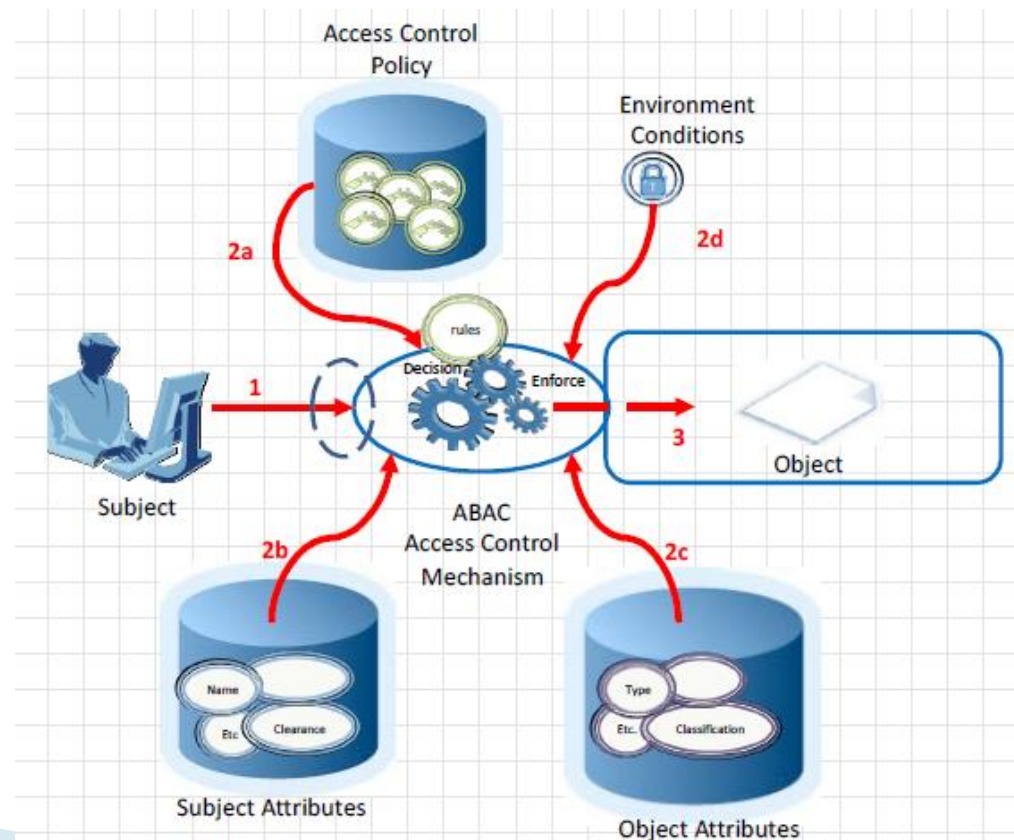 Access Control
Policy
Environment
Conditions
2a
2d
rules
Decision
Enforce
1
3
Subject
Object
ABAC
Access Control
Mechanism
2b
2c
Name
Etc
Clearance
Type
Etc.
Classification
Subject Attributes
Object Attributes